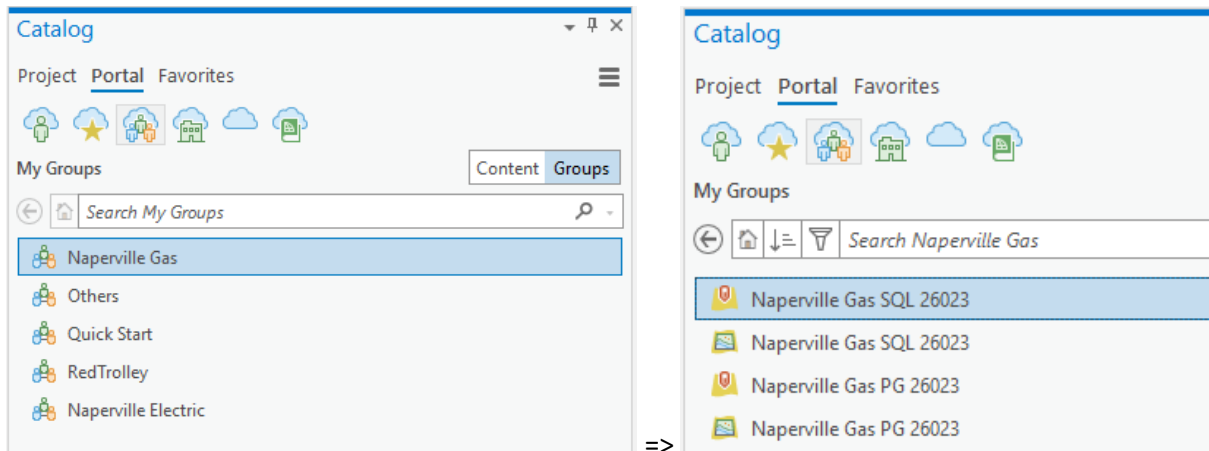 Catalog
Project Portal Favorites
My Groups
Content Groups
Search My Groups
Naperville Gas
Others
Quick Start
RedTrolley
Naperville Electric
=>
Catalog
Project Portal Favorites
My Groups
Search Naperville Gas
Naperville Gas SQL 26023
Naperville Gas SQL 26023
Naperville Gas PG 26023
Naperville Gas PG 26023